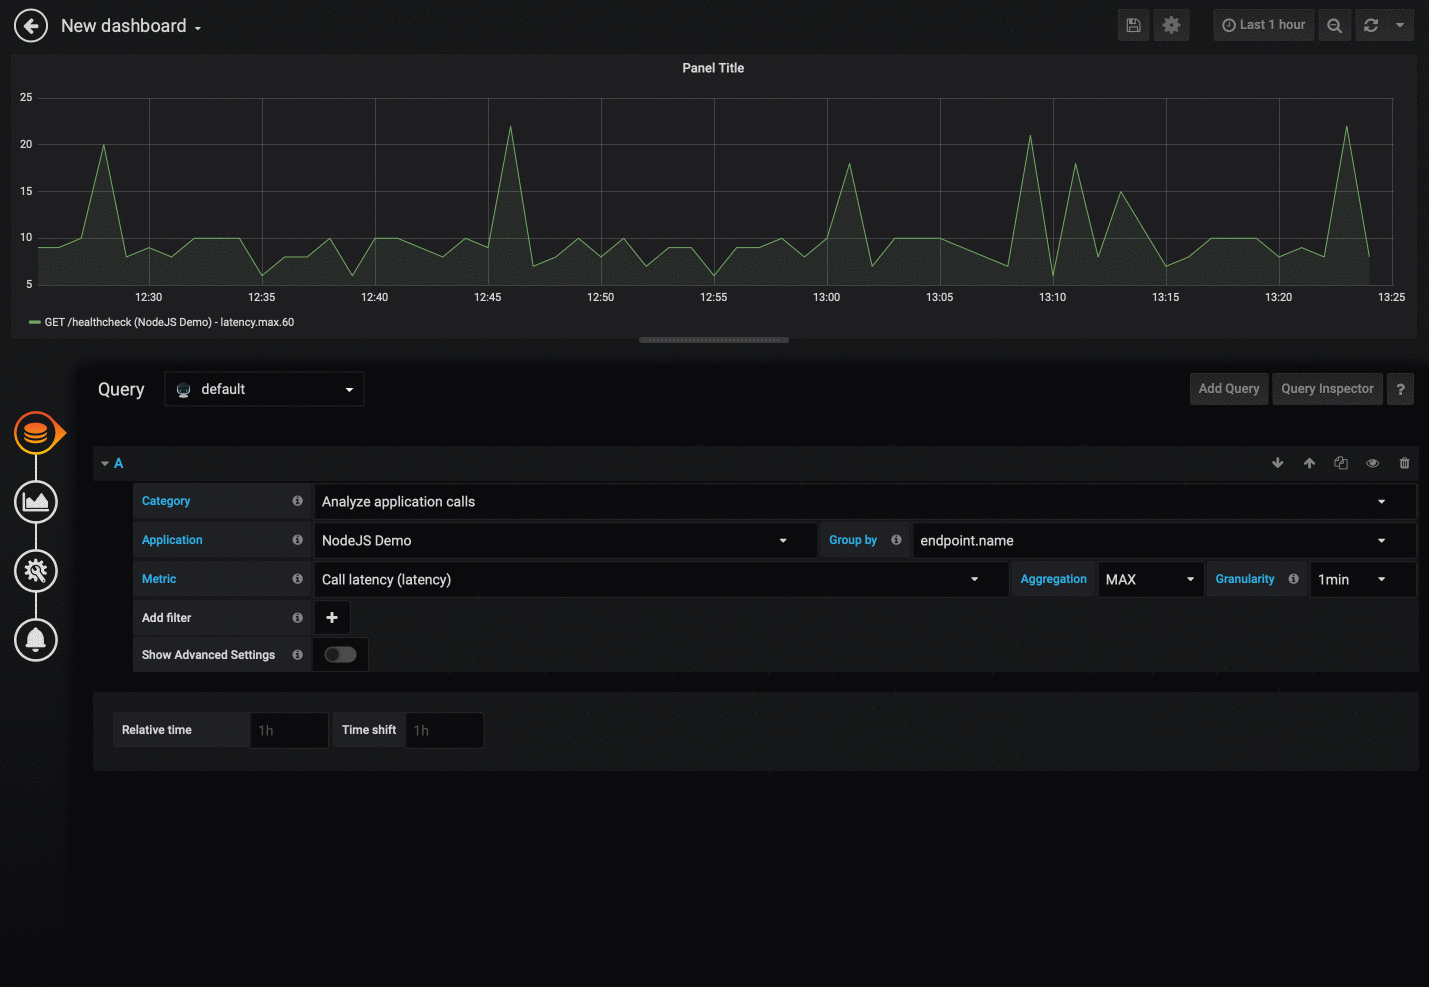 New dashboard
Last 1 hour
Panel Title
25
20
15
10
5
12:30 12:35 12:40 12:45 12:50 12:55 13:00 13:05 13:10 13:15 13:20 13:25
GET /healthcheck (NodeJS Demo) - latency.max.60
Query default Add Query Query Inspector ?
A
Category Analyze application calls
Application NodeJS Demo Group by endpoint.name
Metric Call latency (latency) Aggregation MAX Granularity 1min
Add filter +
Show Advanced Settings
Relative time 1h Time shift 1h